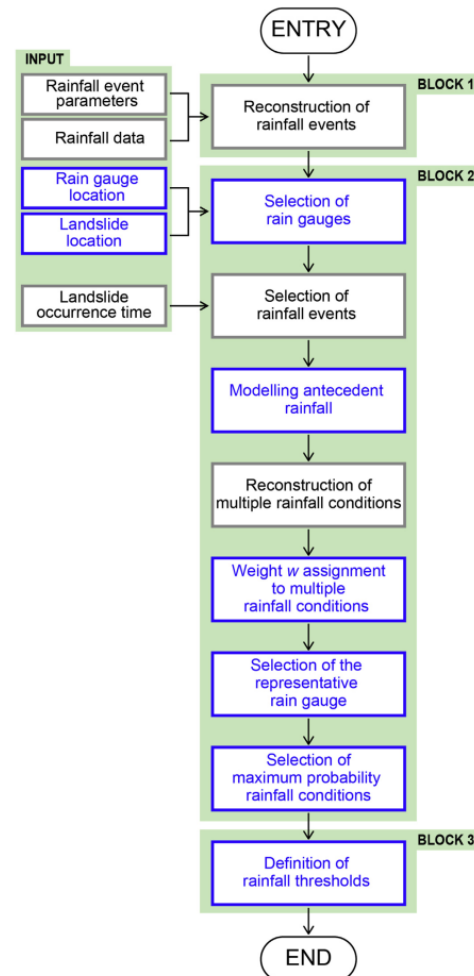 ENTRY
INPUT
Rainfall event
parameters
Rainfall data
Rain gauge
location
Landslide
location
Landslide
occurrence time
BLOCK 1
Reconstruction of
rainfall events
BLOCK 2
Selection of
rain gauges
Selection of
rainfall events
Modelling antecedent
rainfall
Reconstruction of
multiple rainfall conditions
Weight w assignment
to multiple
rainfall conditions
Selection of the
representative
rain gauge
Selection of
maximum probability
rainfall conditions
BLOCK 3
Definition of
rainfall thresholds
END